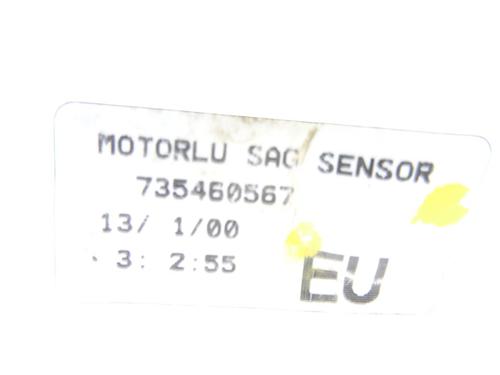 MOTORLU SAG SENSOR
735460567
13/ 1/00
3: 2:55
EU